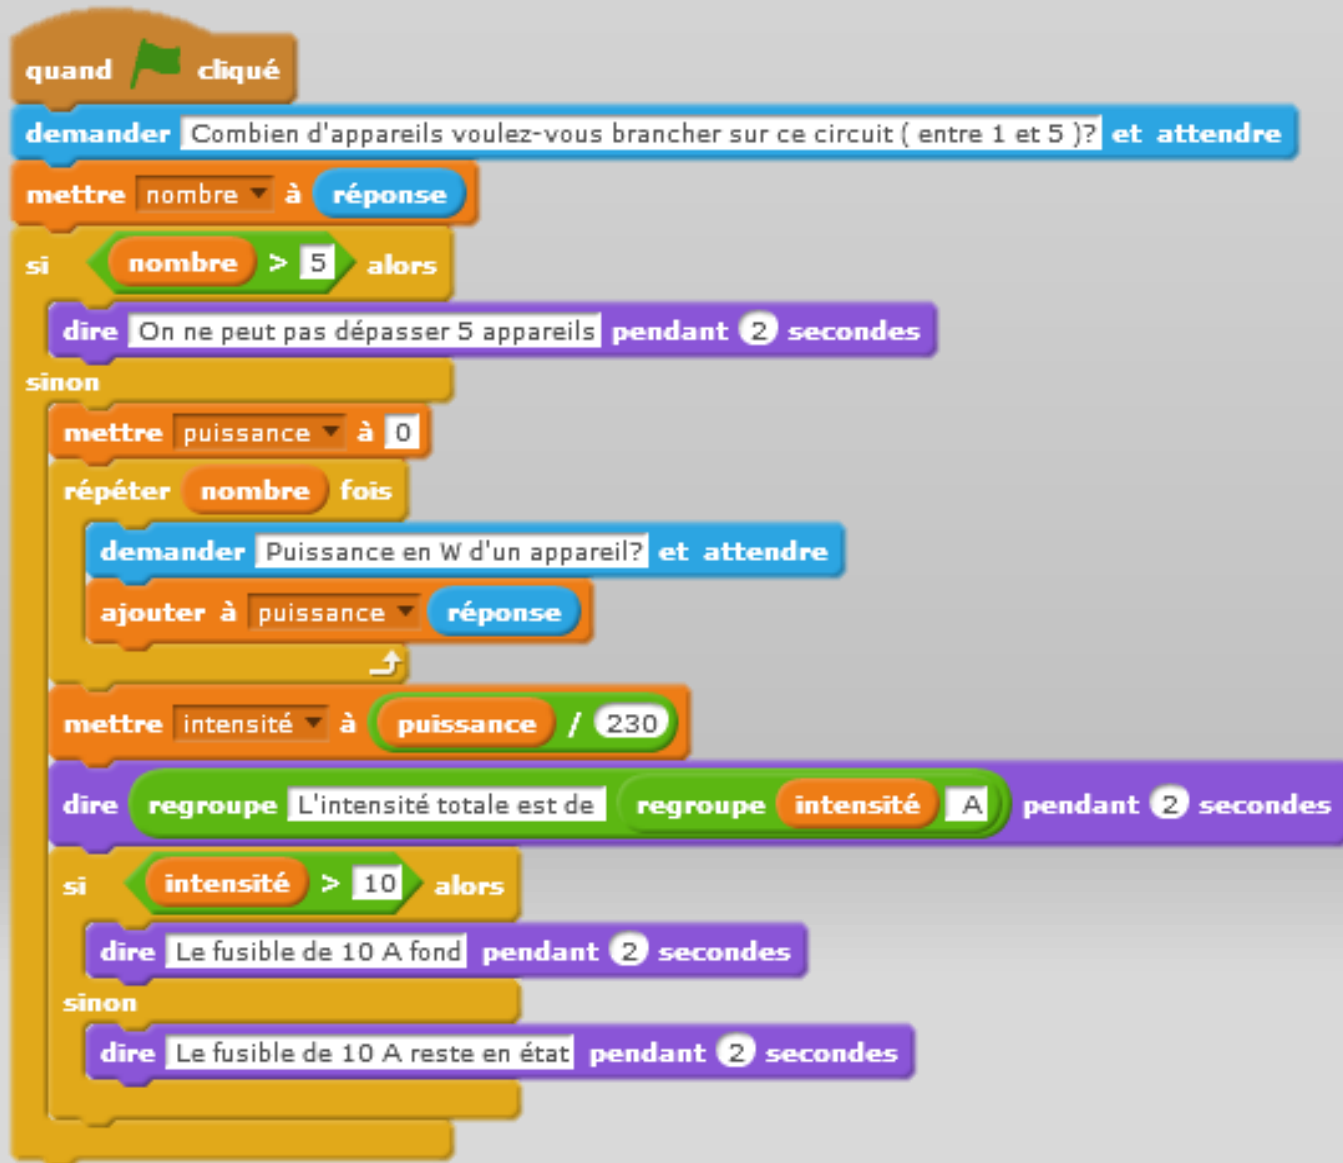 quand cliqué
demander Combien d'appareils voulez-vous brancher sur ce circuit ( entre 1 et 5 )? et attendre
mettre nombre à réponse
si nombre > 5 alors
dire On ne peut pas dépasser 5 appareils pendant 2 secondes
sinon
mettre puissance à 0
répéter nombre fois
demander Puissance en W d'un appareil? et attendre
ajouter à puissance réponse
mettre intensité à puissance / 230
dire regroupe L'intensité totale est de regroupe intensité A pendant 2 secondes
si intensité > 10 alors
dire Le fusible de 10 A fond pendant 2 secondes
sinon
dire Le fusible de 10 A reste en état pendant 2 secondes